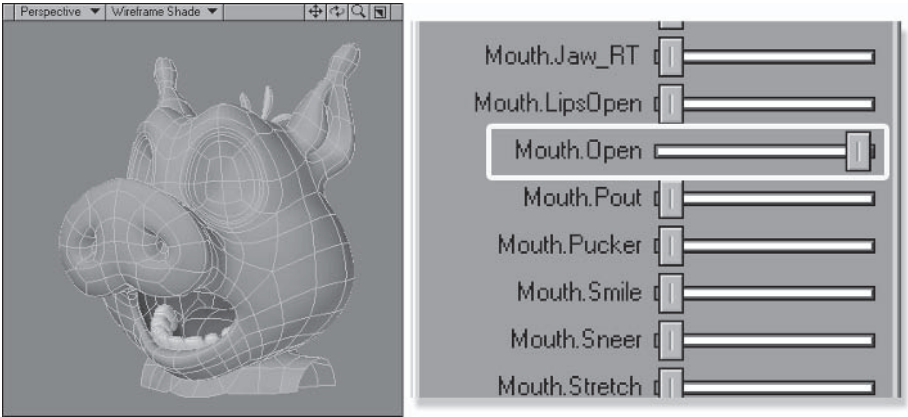 Perspective Wireframe Shade
Mouth.Jaw_RT
Mouth.LipsOpen
Mouth.Open
Mouth.Pout
Mouth.Pucker
Mouth.Smile
Mouth.Sneer
Mouth.Stretch